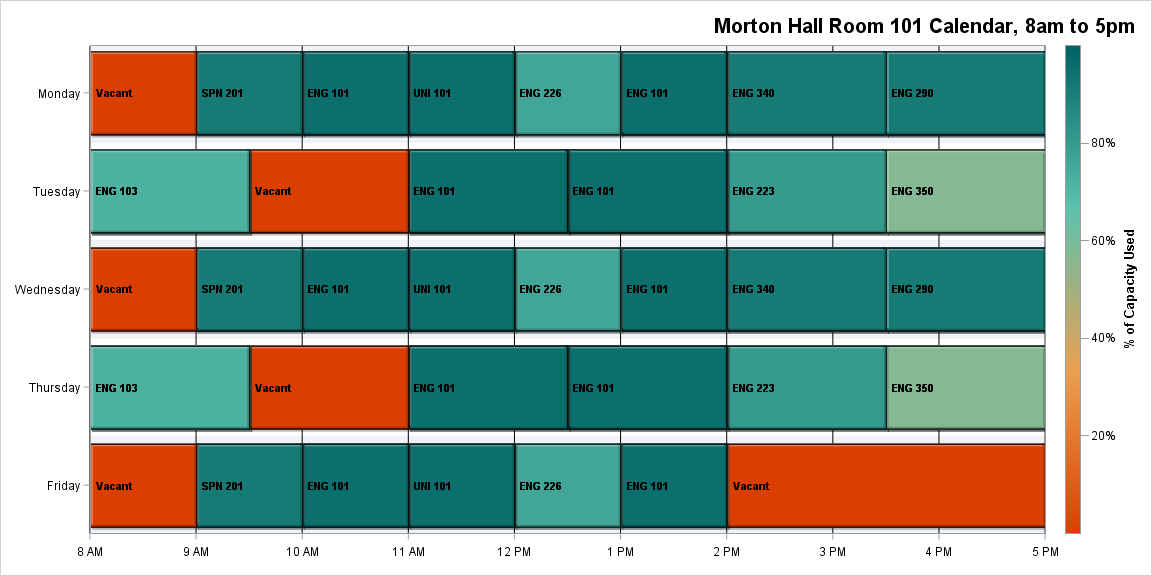 Morton Hall Room 101 Calendar, 8am to 5pm
Monday
Vacant
SPN 201
ENG 101
UNI 101
ENG 226
ENG 101
ENG 340
ENG 290
Tuesday
ENG 103
Vacant
ENG 101
ENG 101
ENG 223
ENG 350
Wednesday
Vacant
SPN 201
ENG 101
UNI 101
ENG 226
ENG 101
ENG 340
ENG 290
Thursday
ENG 103
Vacant
ENG 101
ENG 101
ENG 223
ENG 350
Friday
Vacant
SPN 201
ENG 101
UNI 101
ENG 226
ENG 101
Vacant
8 AM
9 AM
10 AM
11 AM
12 PM
1 PM
2 PM
3 PM
4 PM
5 PM
80%
60%
40%
20%
% of Capacity Used